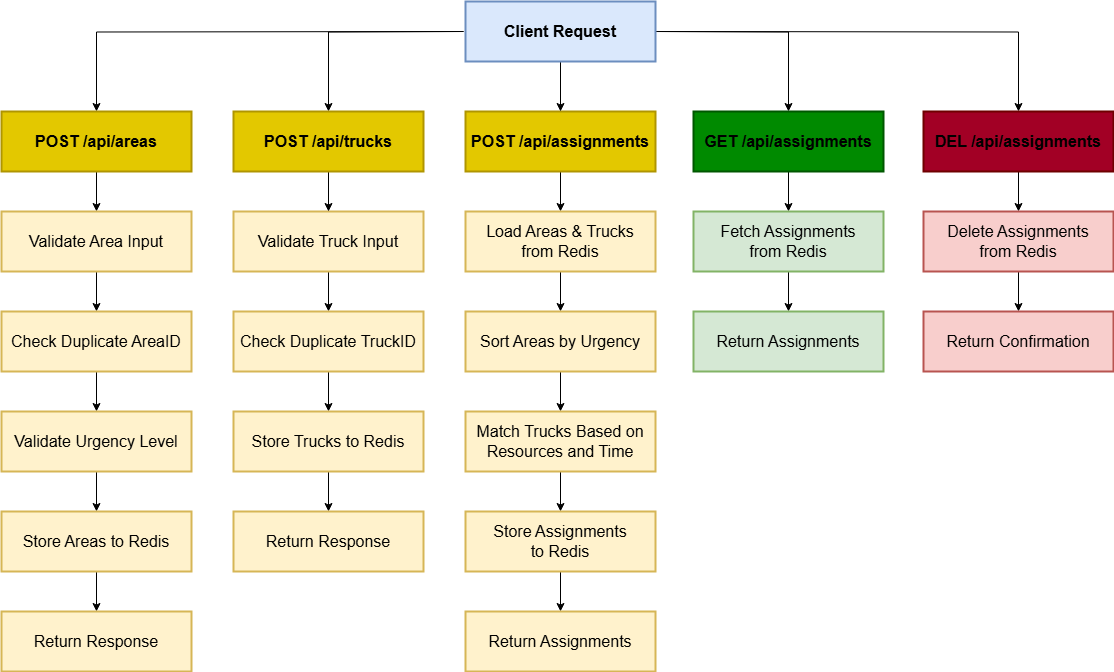 Client Request
POST /api/areas
POST /api/trucks
POST /api/assignments
GET /api/assignments
DEL /api/assignments
Validate Area Input
Validate Truck Input
Load Areas & Trucks
from Redis
Fetch Assignments
from Redis
Delete Assignments
from Redis
Check Duplicate AreaID
Check Duplicate TruckID
Sort Areas by Urgency
Return Assignments
Return Confirmation
Validate Urgency Level
Store Trucks to Redis
Match Trucks Based on
Resources and Time
Store Areas to Redis
Return Response
Store Assignments
to Redis
Return Response
Return Assignments